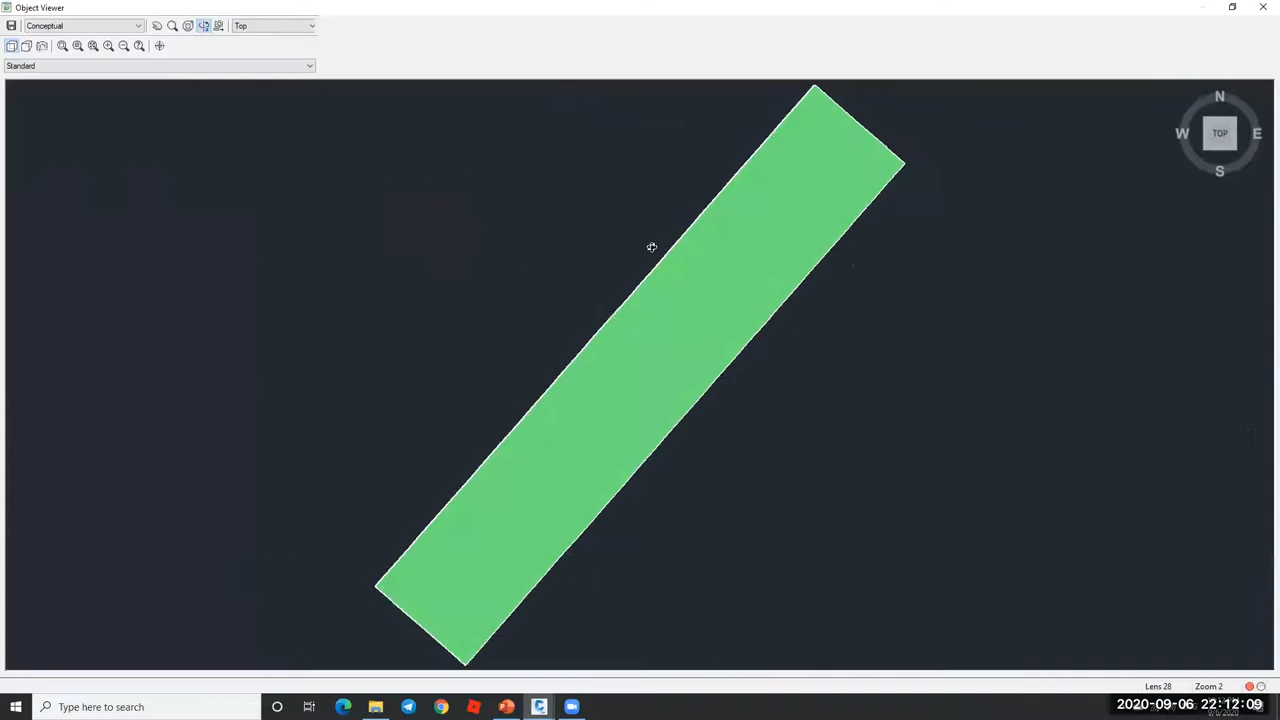 Object Viewer
Conceptual
Top
Standard
N
W
TOP
E
S
Lens 28
Zoom 2
Type here to search
2020-09-06 22:12:09